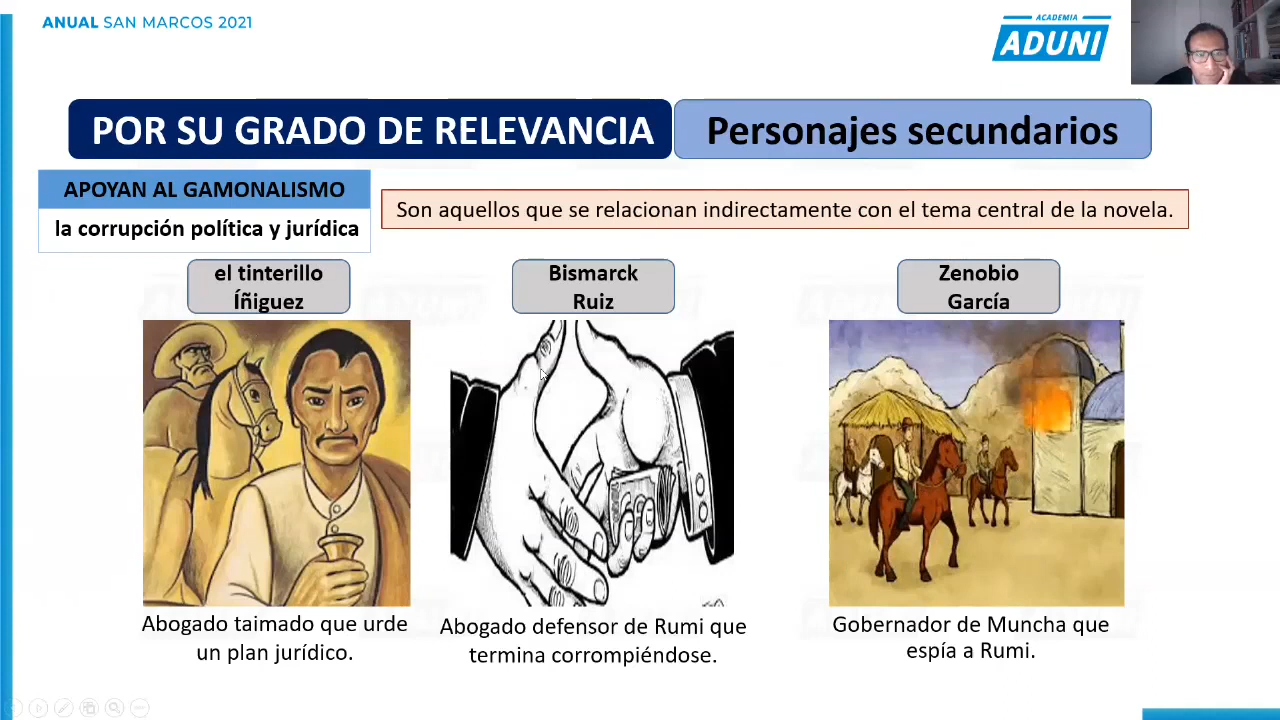 ANUAL SAN MARCOS 2021
ACADEMIA
ADUNI
POR SU GRADO DE RELEVANCIA
Personajes secundarios
APOYAN AL GAMONALISMO
la corrupción política y jurídica
Son aquellos que se relacionan indirectamente con el tema central de la novela.
el tinterillo
Íñiguez
Bismarck
Ruiz
Zenobio
García
Abogado taimado que urde
un plan jurídico.
Abogado defensor de Rumi que
termina corrompiéndose.
Gobernador de Muncha que
espía a Rumi.